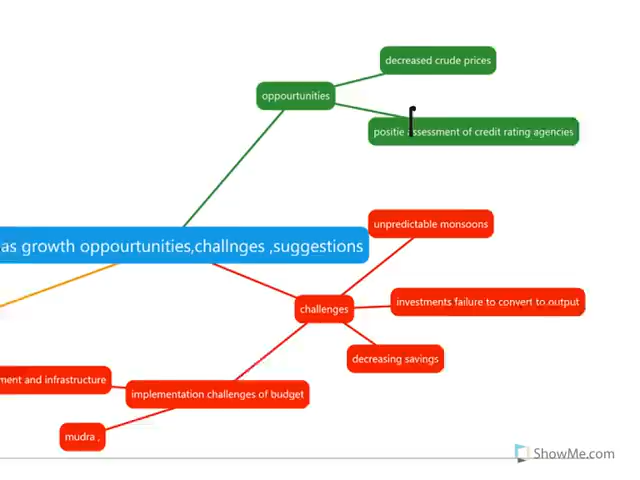 decreased crude prices
oppourtunities
positie assessment of credit rating agencies
unpredictable monsoons
as growth oppourtunities,challnges ,suggestions
investments failure to convert to output
challenges
decreasing savings
ment and infrastructure
implementation challenges of budget
mudra ,
ShowMe.com